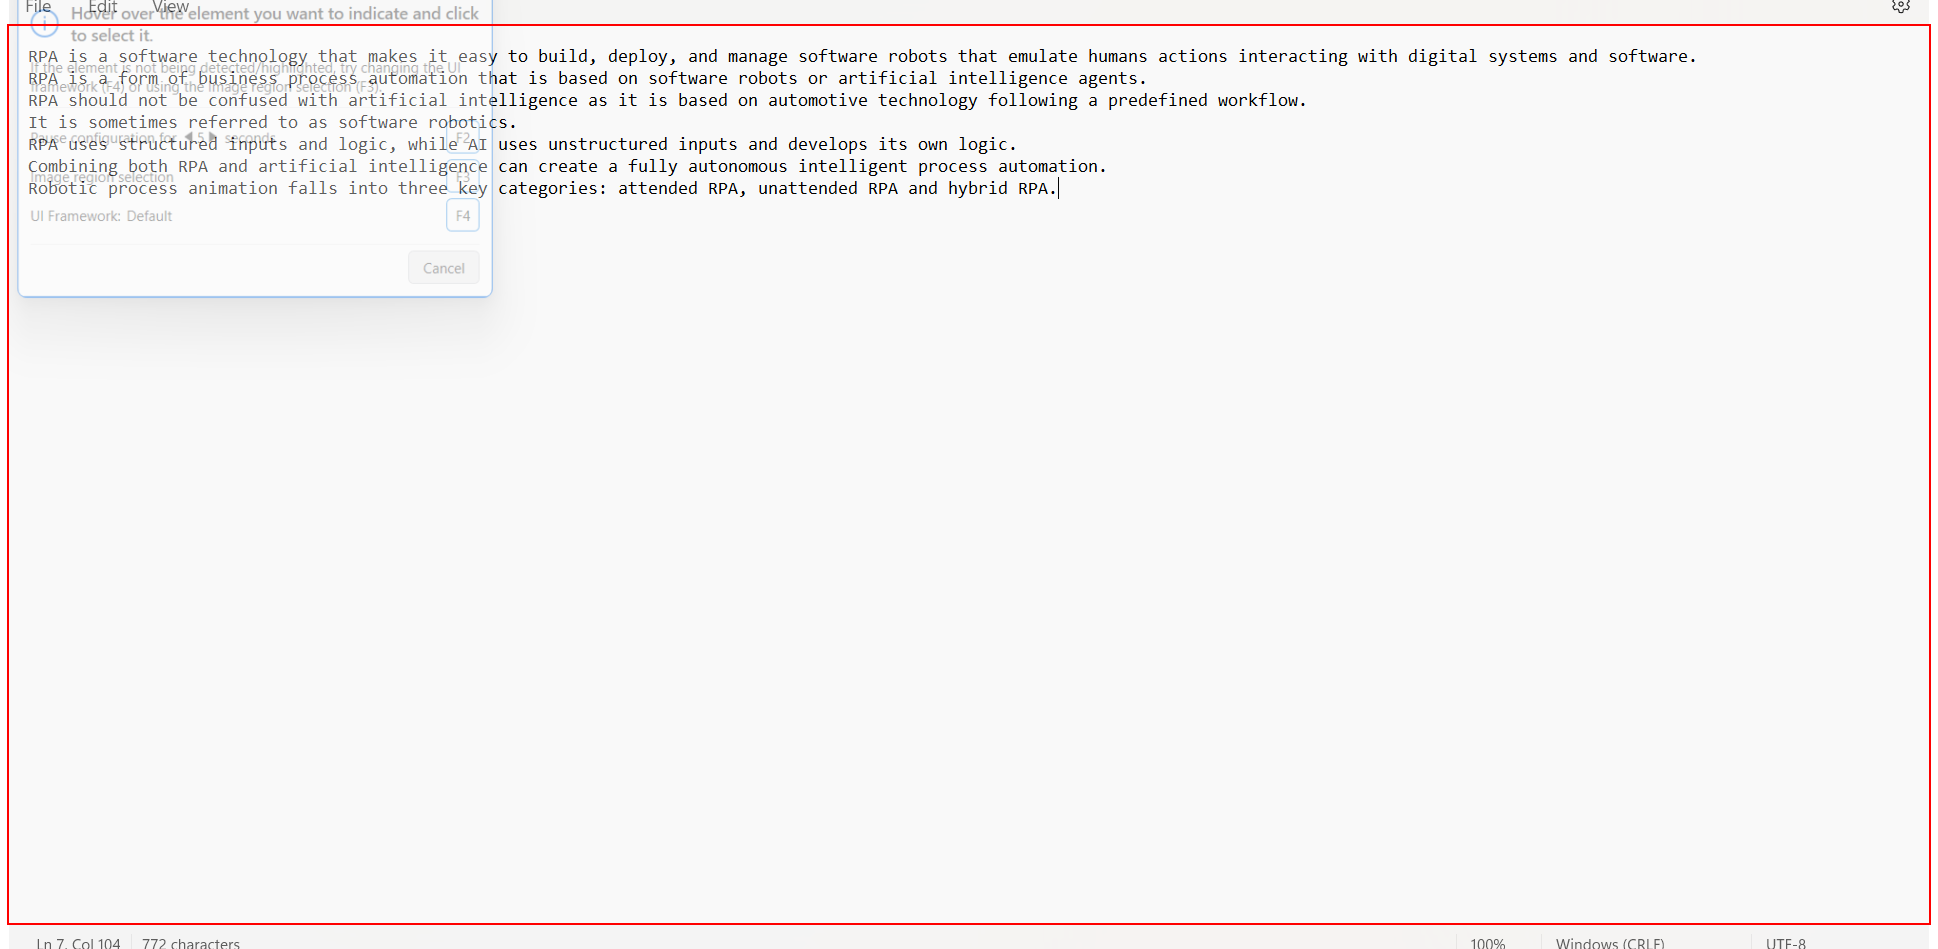 File Edit View
Hover over the element you want to indicate and click
to select it.
RPA is a software technology that makes it easy to build, deploy, and manage software robots that emulate humans actions interacting with digital systems and software.
If the element is not being detected/highlighted, try changing the UI
RPA is a form of business process automation that is based on software robots or artificial intelligence agents.
framework (F4) or using the image region selection (F3).
RPA should not be confused with artificial intelligence as it is based on automotive technology following a predefined workflow.
It is sometimes referred to as software robotics.
Pause configuration for 5 seconds F2
RPA uses structured inputs and logic, while AI uses unstructured inputs and develops its own logic.
Combining both RPA and artificial intelligence can create a fully autonomous intelligent process automation.
Image region selection F3
Robotic process animation falls into three key categories: attended RPA, unattended RPA and hybrid RPA.
UI Framework: Default F4
Cancel
Ln 7, Col 104 772 characters 100% Windows (CRLF) UTF-8